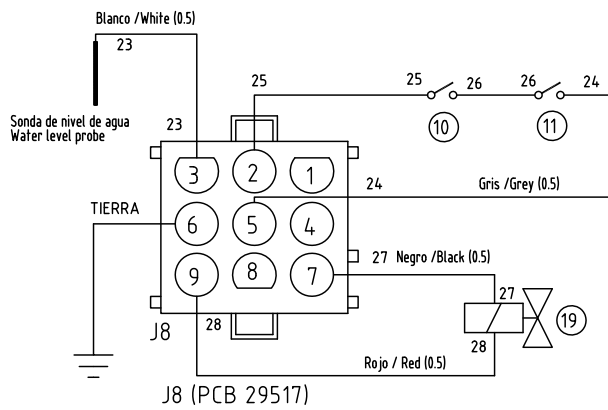 Blanco /White (0.5)
23
25
25
26
26
24
Sonda de nivel de agua
Water level probe
23
10
11
3
2
1
24
Gris /Grey (0.5)
TIERRA
6
5
4
27
Negro /Black (0.5)
9
8
7
27
19
J8
28
28
Rojo / Red (0.5)
J8 (PCB 29517)